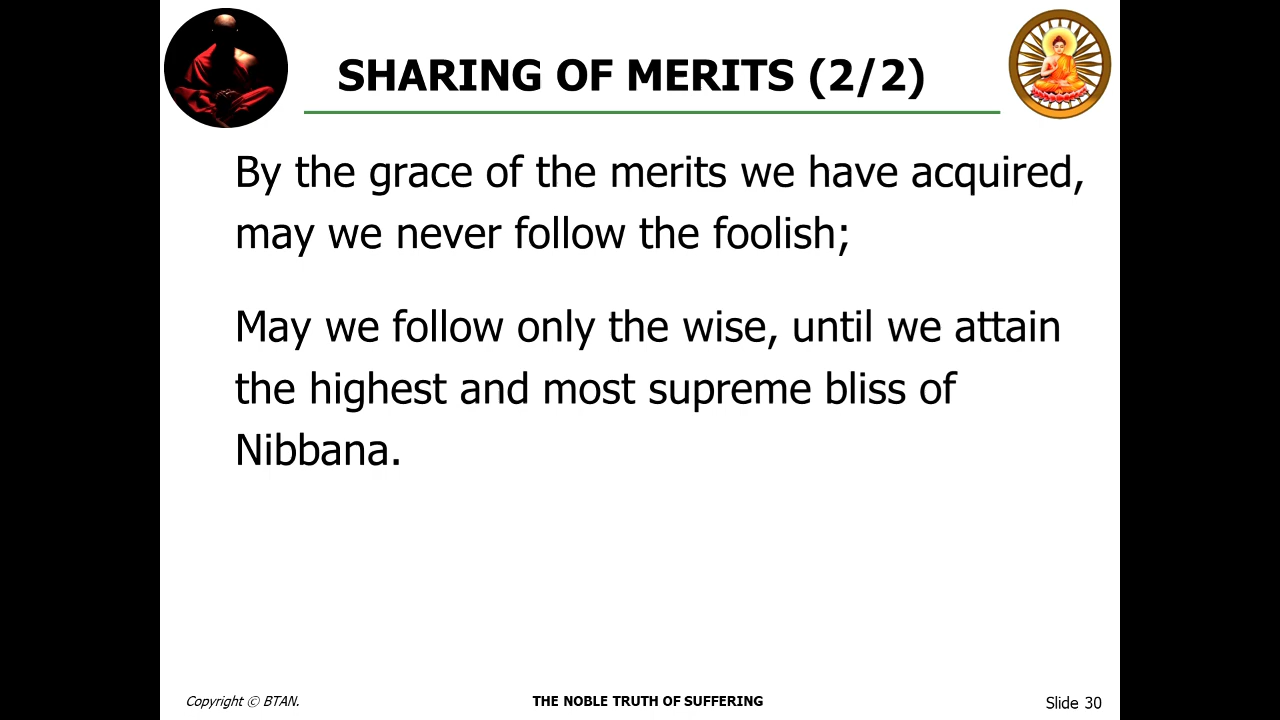 SHARING OF MERITS (2/2)
By the grace of the merits we have acquired,
may we never follow the foolish;
May we follow only the wise, until we attain
the highest and most supreme bliss of
Nibbana.
Copyright © BTAN.
THE NOBLE TRUTH OF SUFFERING
Slide 30